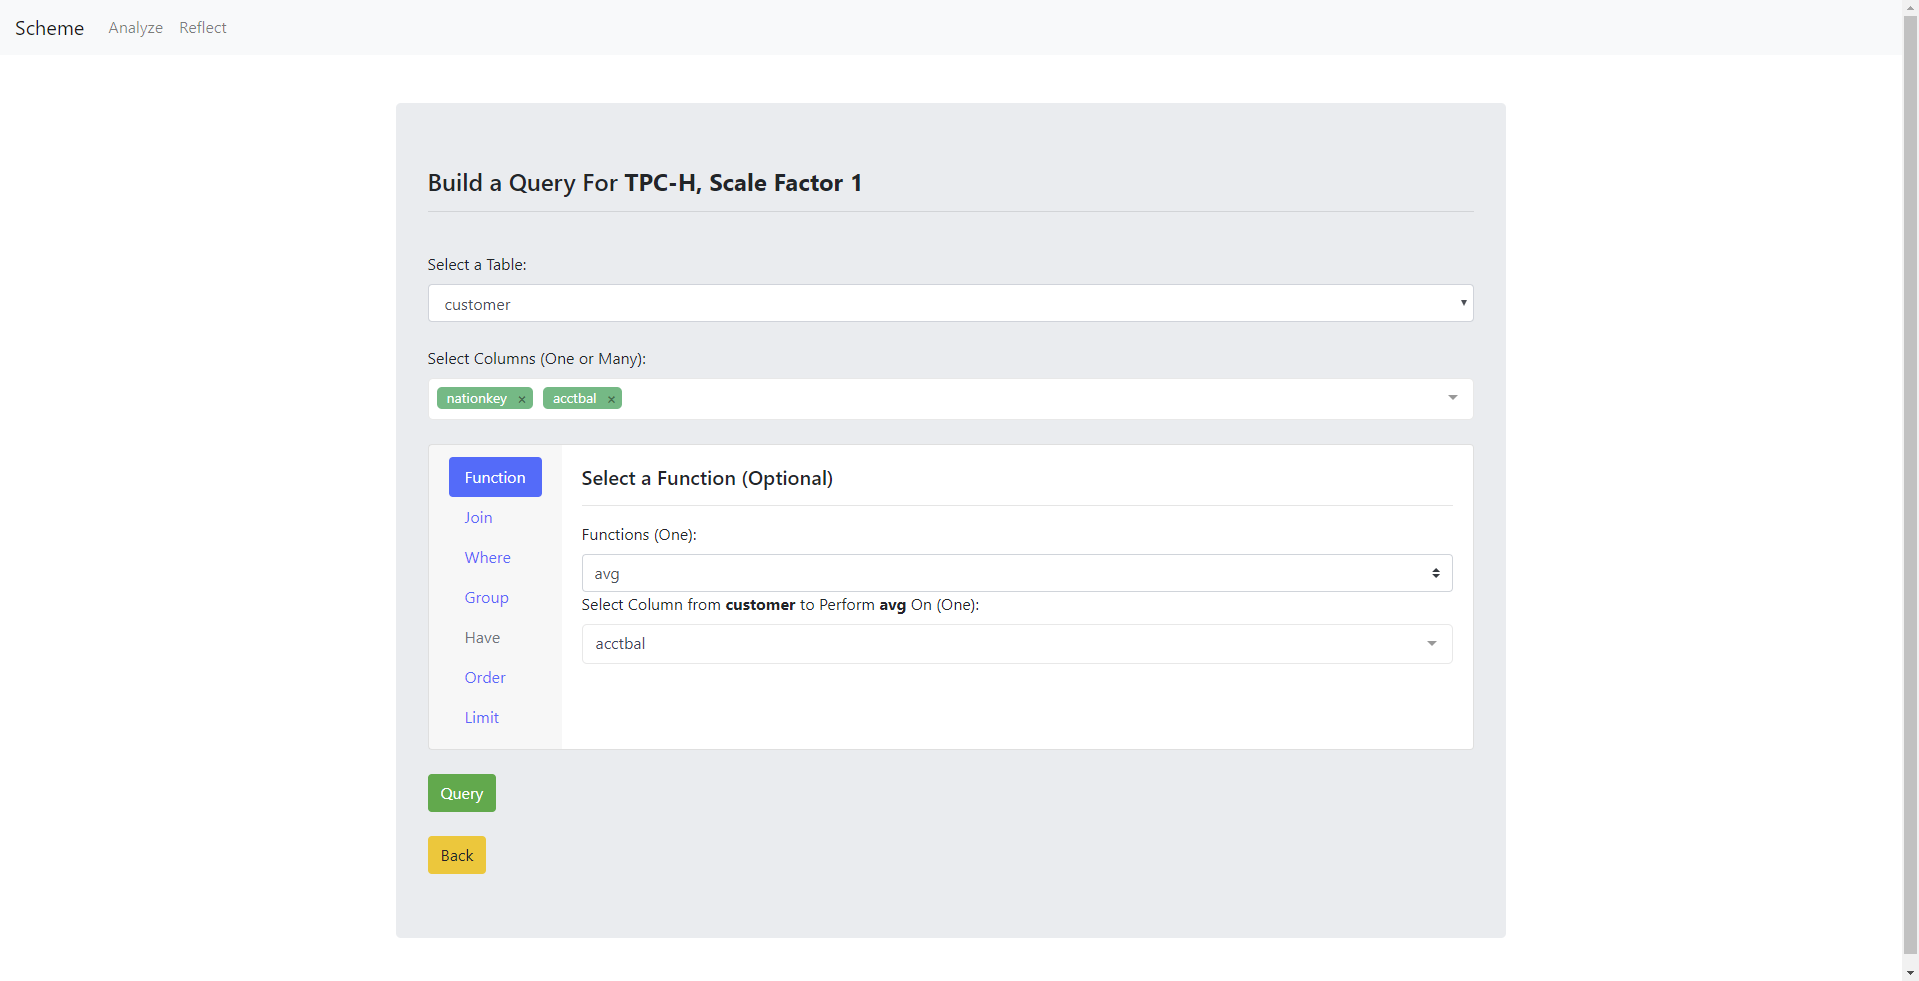 Scheme Analyze Reflect
Build a Query For TPC-H, Scale Factor 1
Select a Table:
customer
Select Columns (One or Many):
nationkey × acctbal ×
Function
Join
Where
Group
Have
Order
Limit
Select a Function (Optional)
Functions (One):
avg
Select Column from customer to Perform avg On (One):
acctbal
Query
Back